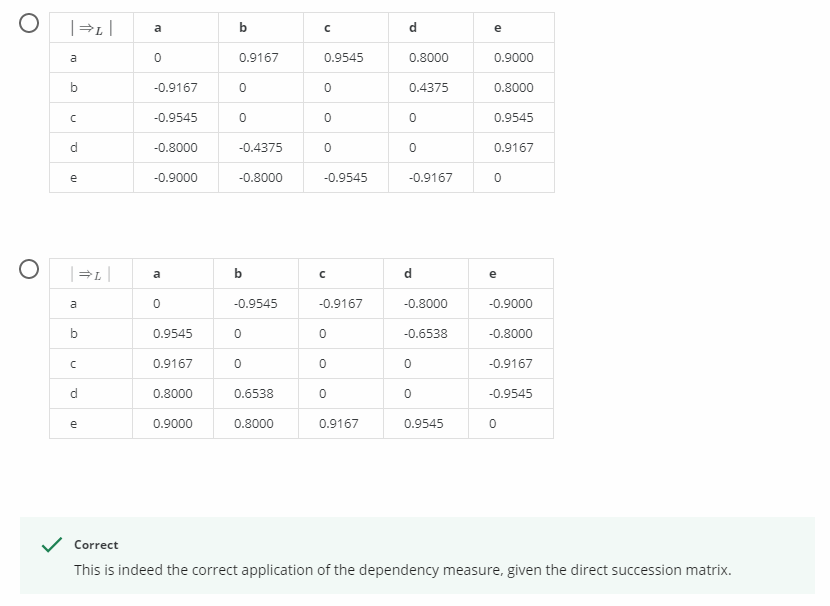 |⇒L| a b c d e
a 0 0.9167 0.9545 0.8000 0.9000
b -0.9167 0 0 0.4375 0.8000
c -0.9545 0 0 0 0.9545
d -0.8000 -0.4375 0 0 0.9167
e -0.9000 -0.8000 -0.9545 -0.9167 0
|⇒L| a b c d e
a 0 -0.9545 -0.9167 -0.8000 -0.9000
b 0.9545 0 0 -0.6538 -0.8000
c 0.9167 0 0 0 -0.9167
d 0.8000 0.6538 0 0 -0.9545
e 0.9000 0.8000 0.9167 0.9545 0
Correct
This is indeed the correct application of the dependency measure, given the direct succession matrix.